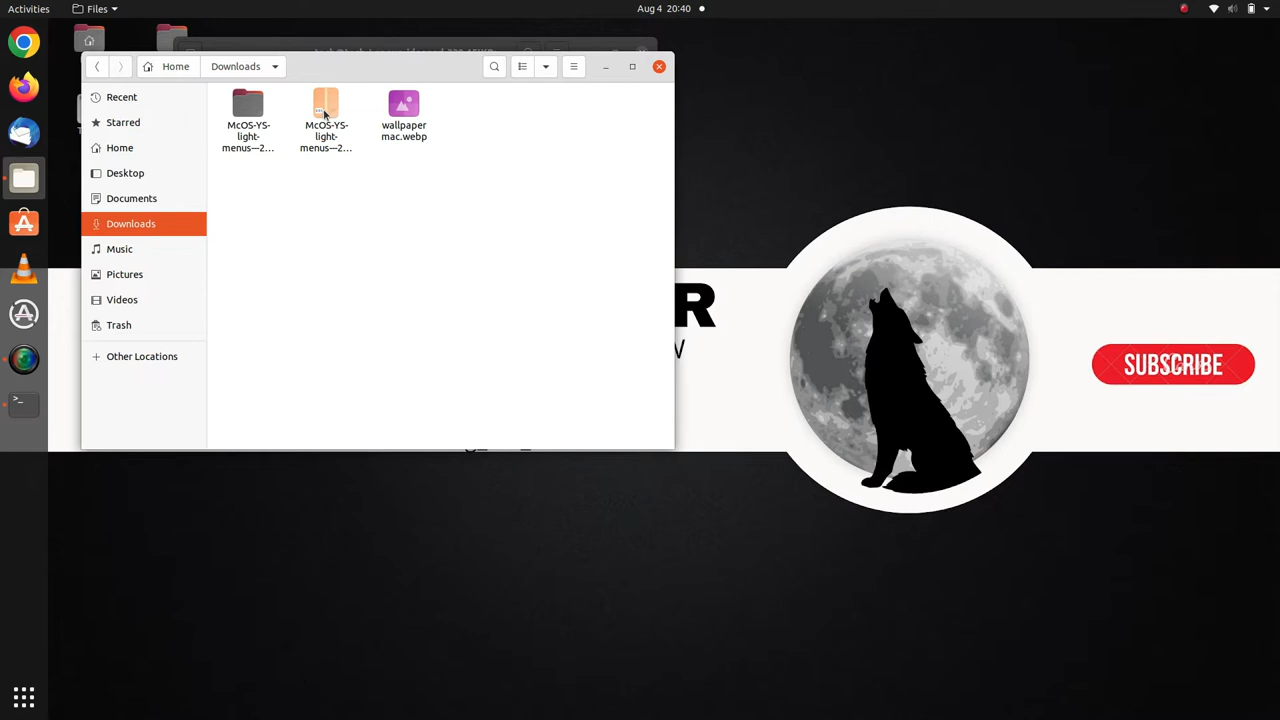 Activities
Files
Aug 4 20:40
Home
Downloads
Recent
Starred
Home
Desktop
Documents
Downloads
Music
Pictures
Videos
Trash
Other Locations
McOS-YS-
light-
menus---2...
McOS-YS-
light-
menus---2...
wallpaper
mac.webp
R
SUBSCRIBE